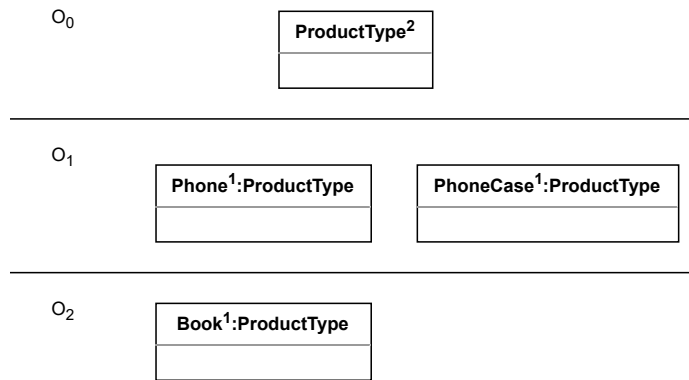 O₀
ProductType²
O₁
Phone¹:ProductType
PhoneCase¹:ProductType
O₂
Book¹:ProductType